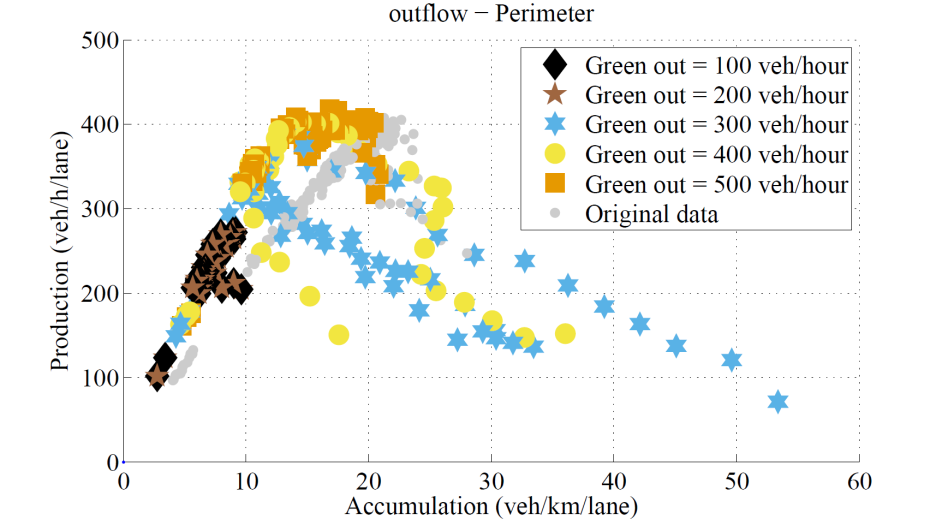 outflow − Perimeter
500
400
300
200
100
0
Production (veh/h/lane)
Green out = 100 veh/hour
Green out = 200 veh/hour
Green out = 300 veh/hour
Green out = 400 veh/hour
Green out = 500 veh/hour
Original data
0 10 20 30 40 50 60
Accumulation (veh/km/lane)